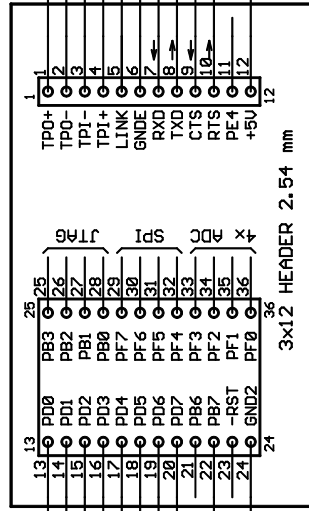 1 2 3 4 5 6 7 8 9 10 11 12
1 12
TPO+ TPO- TPI- TPI+ LINK GNDE RXD TXD CTS RTS PE4 +5V
JTAG SPI 4x ADC
25 26 27 28 29 30 31 32 33 34 35 36
25 36
PB3 PB2 PB1 PB0 PF7 PF6 PF5 PF4 PF3 PF2 PF1 PF0
PD0 PD1 PD2 PD3 PD4 PD5 PD6 PD7 PB6 PB7 -RST GND2
13 24
13 14 15 16 17 18 19 20 21 22 23 24
3x12 HEADER 2.54 mm